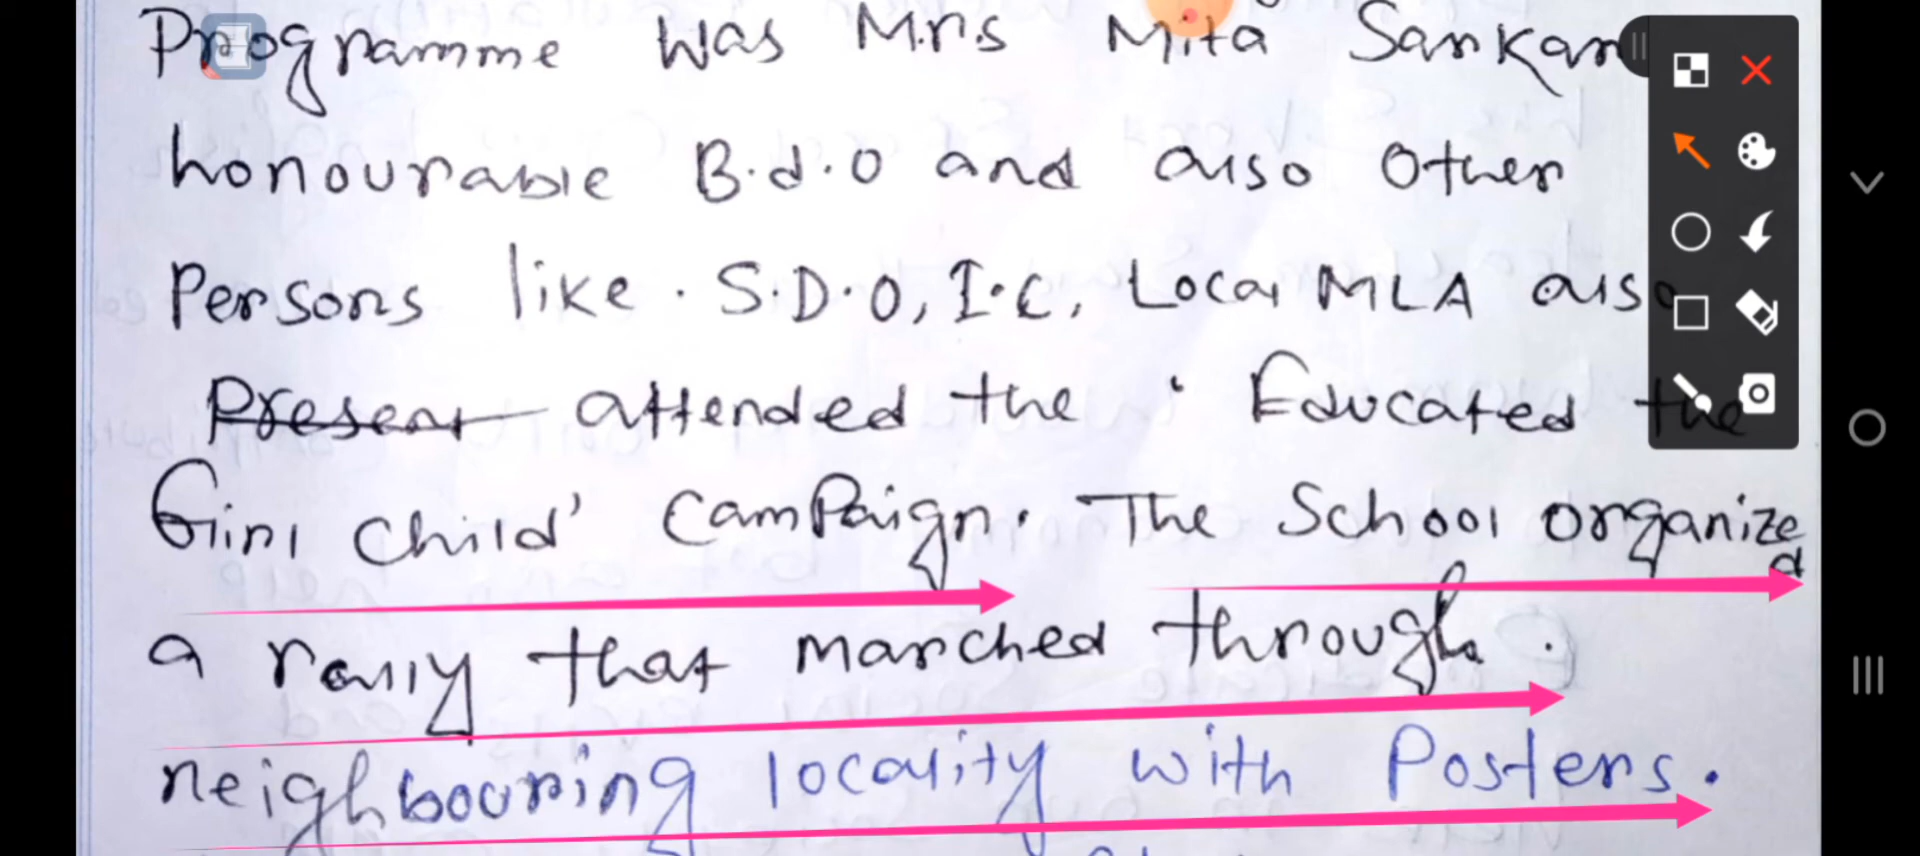 Programme was Mrs Mita Sarkar
honourable B.d.o and also other
Persons like . S.D.O, I.C, Local MLA also
Present attended the ' Educated the
Girl child' campaign. The School organized
a rally that marched through .
neighbouring locality with Posters.